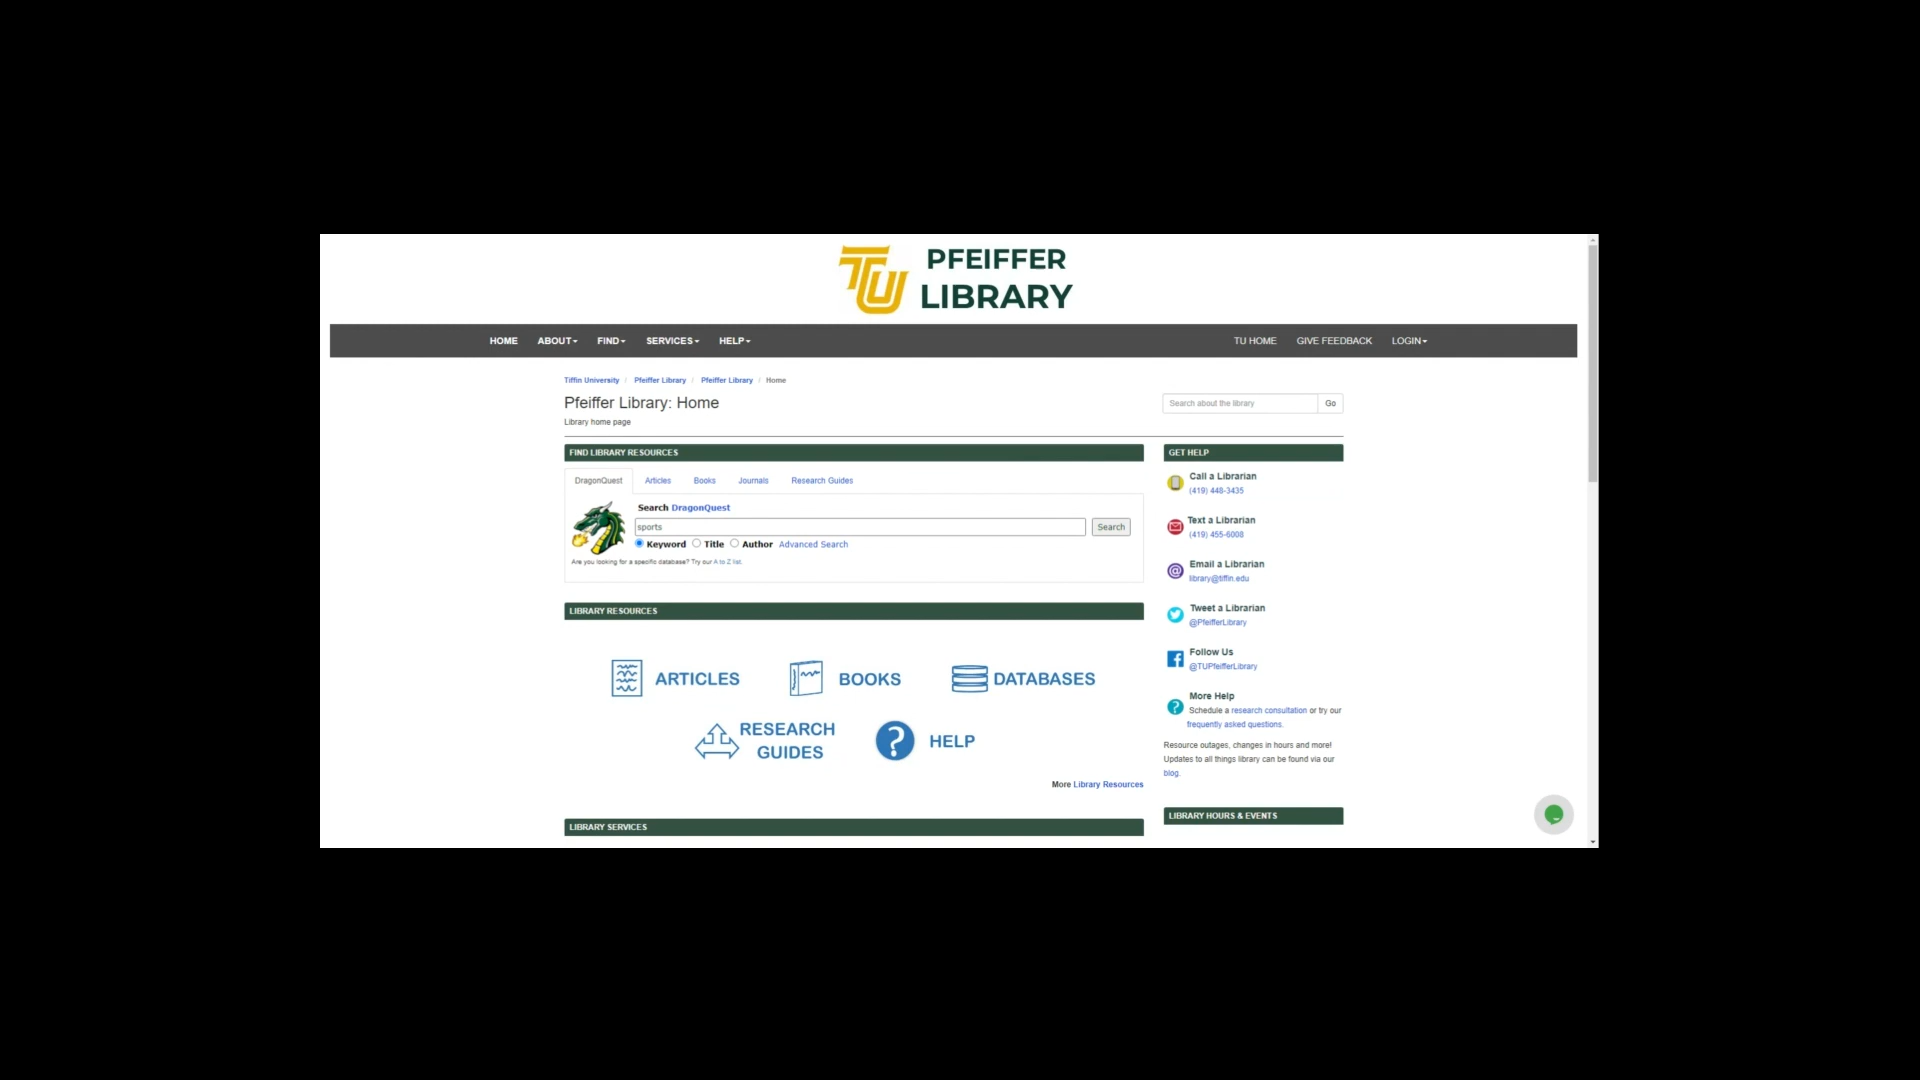 TU PFEIFFER
LIBRARY
HOME ABOUT FIND SERVICES HELP TU HOME GIVE FEEDBACK LOGIN
Tiffin University / Pfeiffer Library / Pfeiffer Library / Home
Pfeiffer Library: Home
Search about the library Go
Library home page
FIND LIBRARY RESOURCES
DragonQuest Articles Books Journals Research Guides
Search DragonQuest
sports Search
Keyword Title Author Advanced Search
Are you looking for a specific database? Try our A to Z list.
LIBRARY RESOURCES
ARTICLES BOOKS DATABASES
RESEARCH
GUIDES
HELP
More Library Resources
LIBRARY SERVICES
GET HELP
Call a Librarian
(419) 448-3435
Text a Librarian
(419) 455-6008
Email a Librarian
library@tiffin.edu
Tweet a Librarian
@PfeifferLibrary
Follow Us
@TUPfeifferLibrary
More Help
Schedule a research consultation or try our
frequently asked questions.
Resource outages, changes in hours and more!
Updates to all things library can be found via our
blog.
LIBRARY HOURS & EVENTS